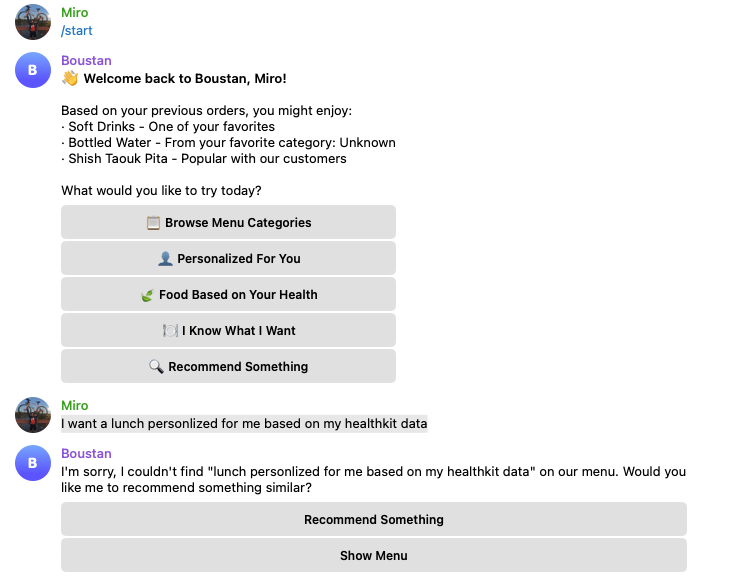 Miro
/start
B
Boustan
👋 Welcome back to Boustan, Miro!
Based on your previous orders, you might enjoy:
· Soft Drinks - One of your favorites
· Bottled Water - From your favorite category: Unknown
· Shish Taouk Pita - Popular with our customers
What would you like to try today?
📋 Browse Menu Categories
👤 Personalized For You
🌿 Food Based on Your Health
🍽️ I Know What I Want
🔍 Recommend Something
Miro
I want a lunch personlized for me based on my healthkit data
B
Boustan
I'm sorry, I couldn't find "lunch personlized for me based on my healthkit data" on our menu. Would you
like me to recommend something similar?
Recommend Something
Show Menu